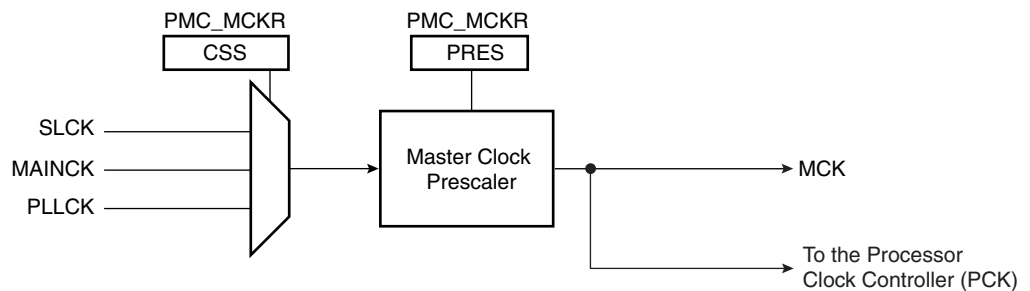 PMC_MCKR
PMC_MCKR
CSS
PRES
SLCK
MAINCK
PLLCK
Master Clock
Prescaler
MCK
To the Processor
Clock Controller (PCK)